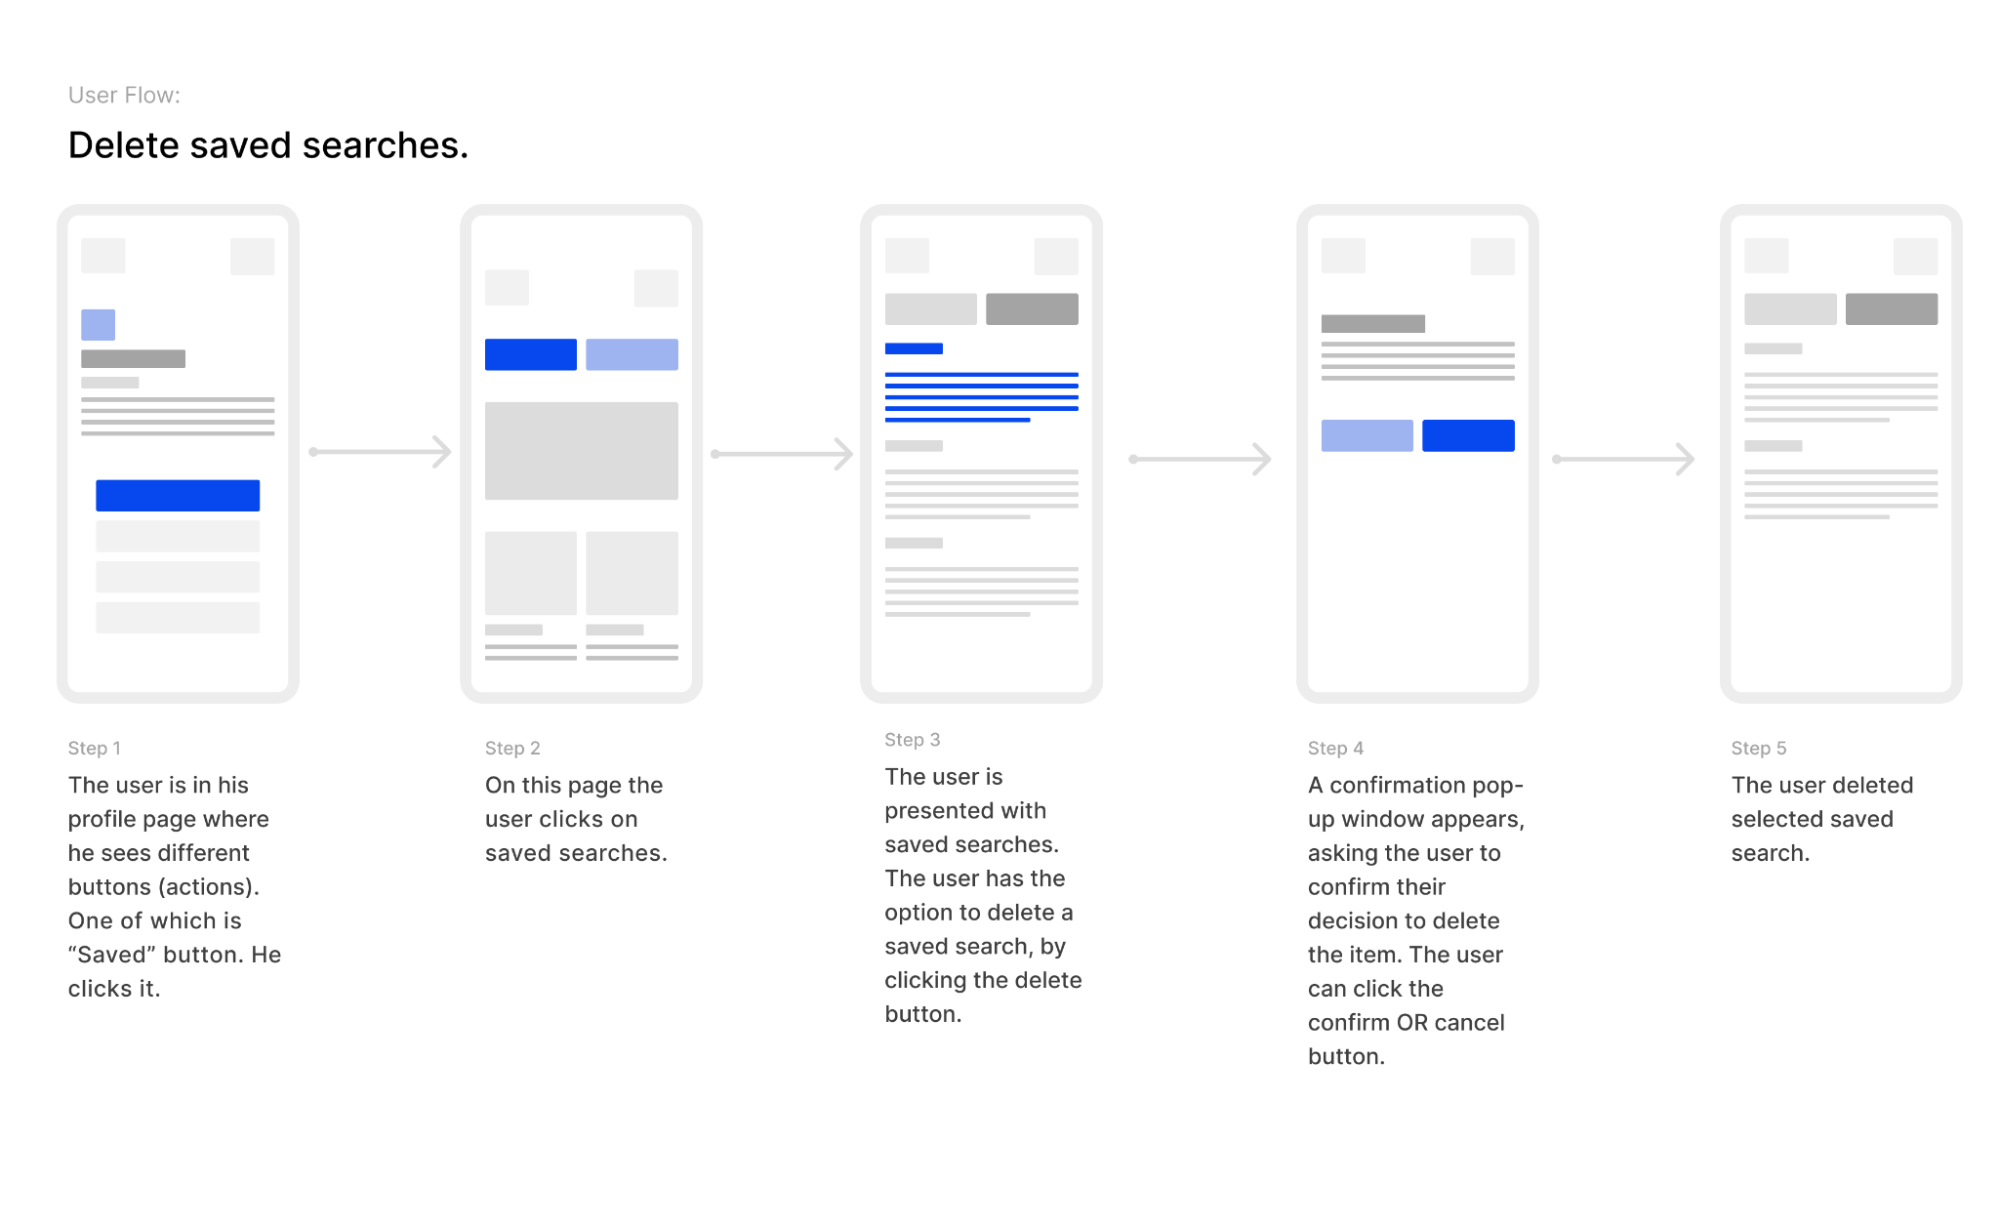 User Flow:
Delete saved searches.
Step 1
The user is in his
profile page where
he sees different
buttons (actions).
One of which is
“Saved” button. He
clicks it.
Step 2
On this page the
user clicks on
saved searches.
Step 3
The user is
presented with
saved searches.
The user has the
option to delete a
saved search, by
clicking the delete
button.
Step 4
A confirmation pop-
up window appears,
asking the user to
confirm their
decision to delete
the item. The user
can click the
confirm OR cancel
button.
Step 5
The user deleted
selected saved
search.